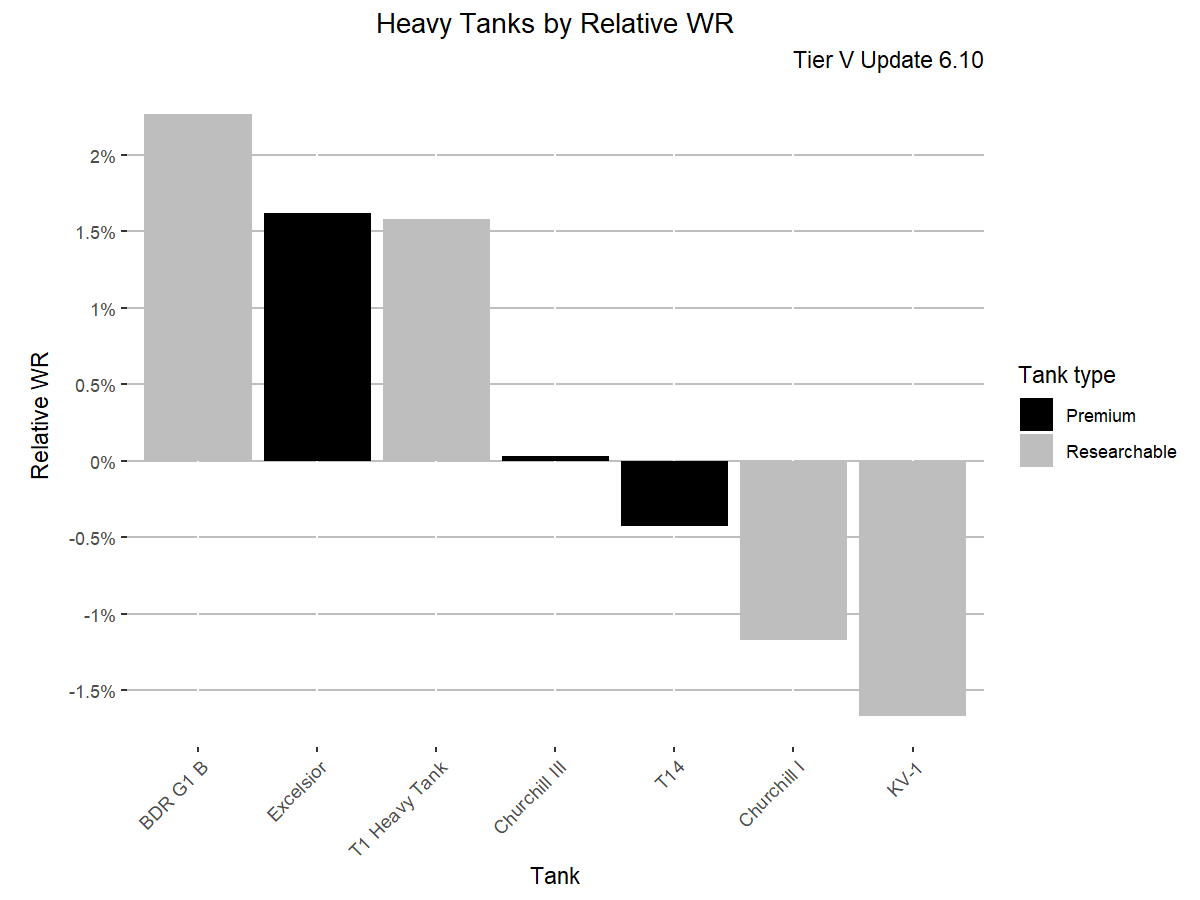 Heavy Tanks by Relative WR
Tier V Update 6.10
Relative WR
2%
1.5%
1%
0.5%
0%
-0.5%
-1%
-1.5%
BDR G1 B
Excelsior
T1 Heavy Tank
Churchill III
T14
Churchill I
KV-1
Tank
Tank type
Premium
Researchable